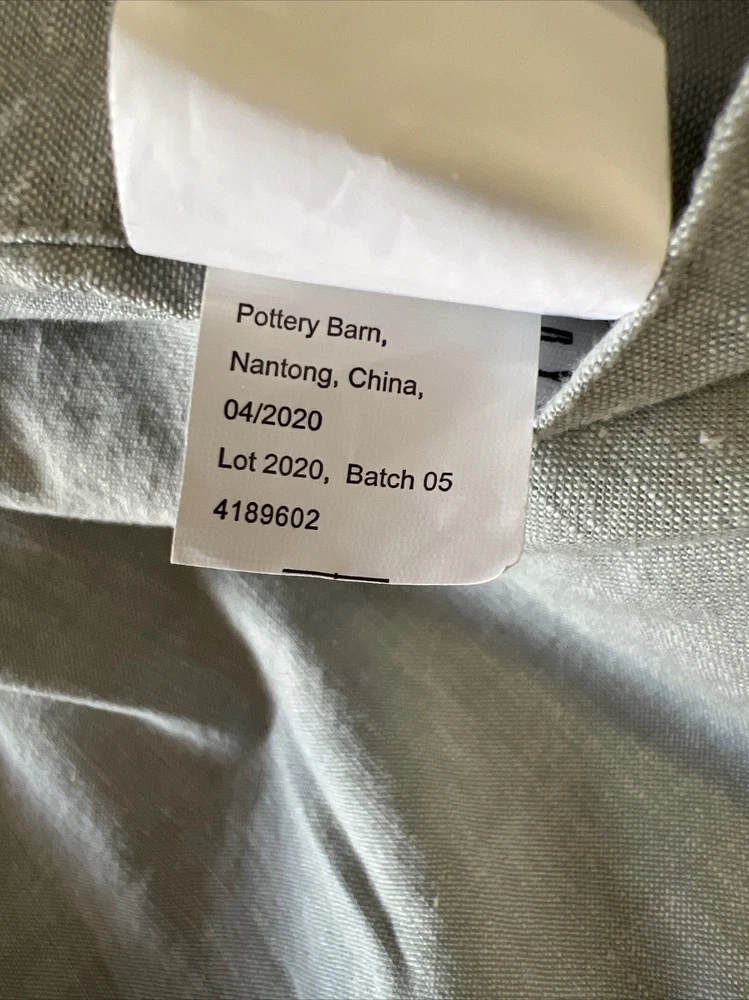 Pottery Barn,
Nantong, China,
04/2020
Lot 2020, Batch 05
4189602